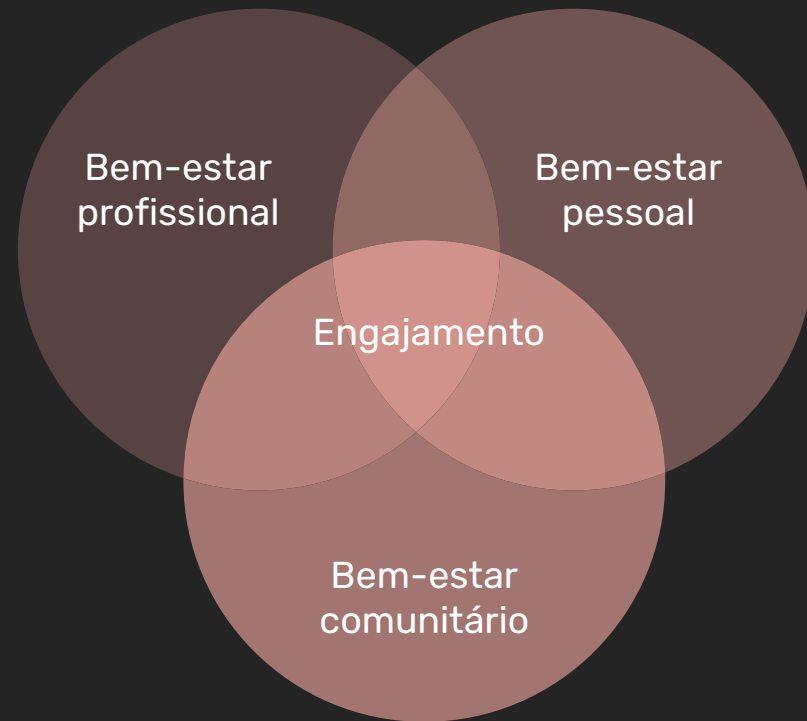 Bem-estar
profissional
Bem-estar
pessoal
Engajamento
Bem-estar
comunitário